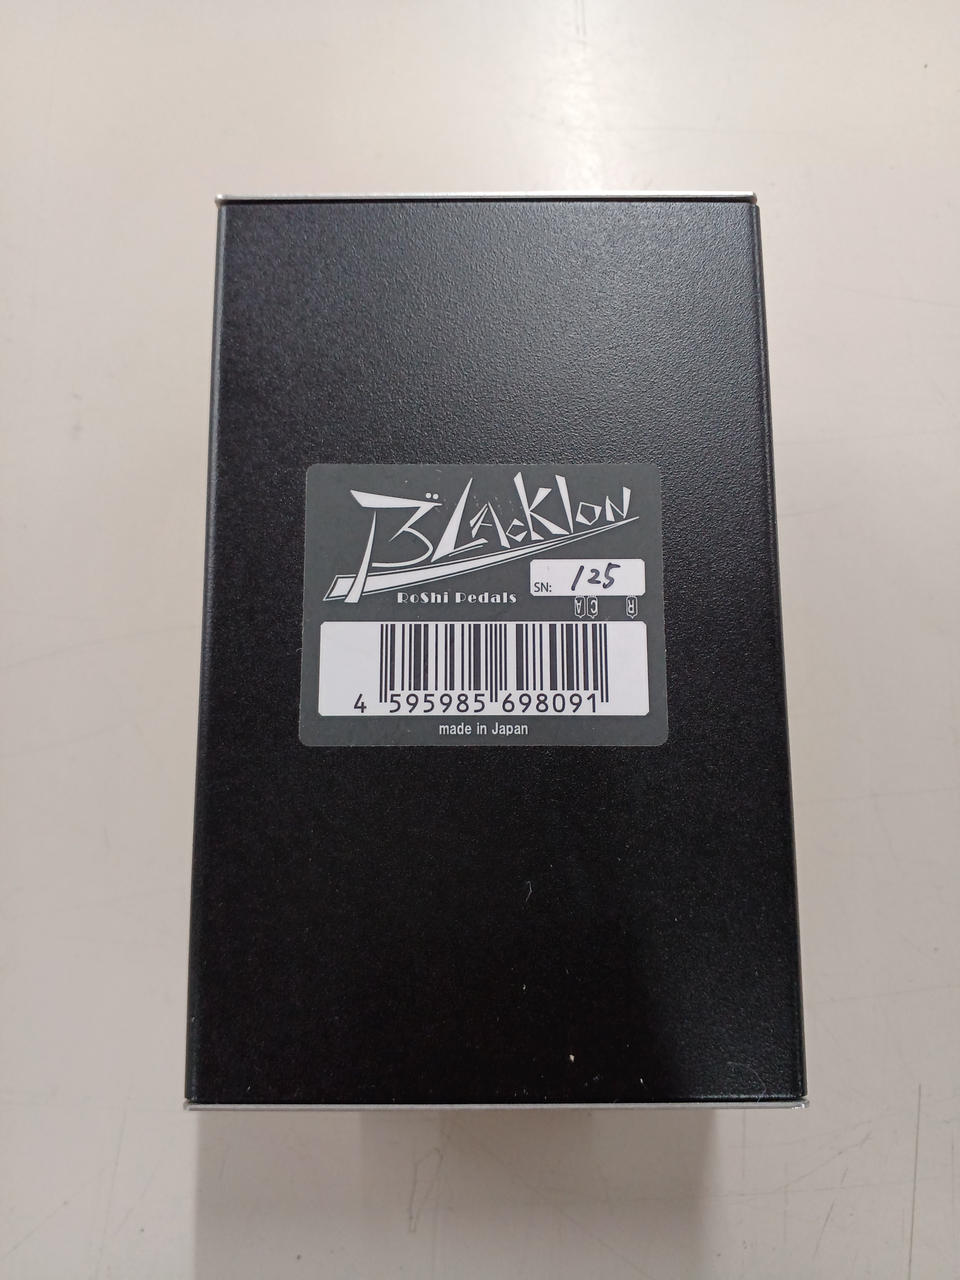 BLAcKlON
RoShi Pedals
SN: 125
A C R
4 595985 698091
made in Japan